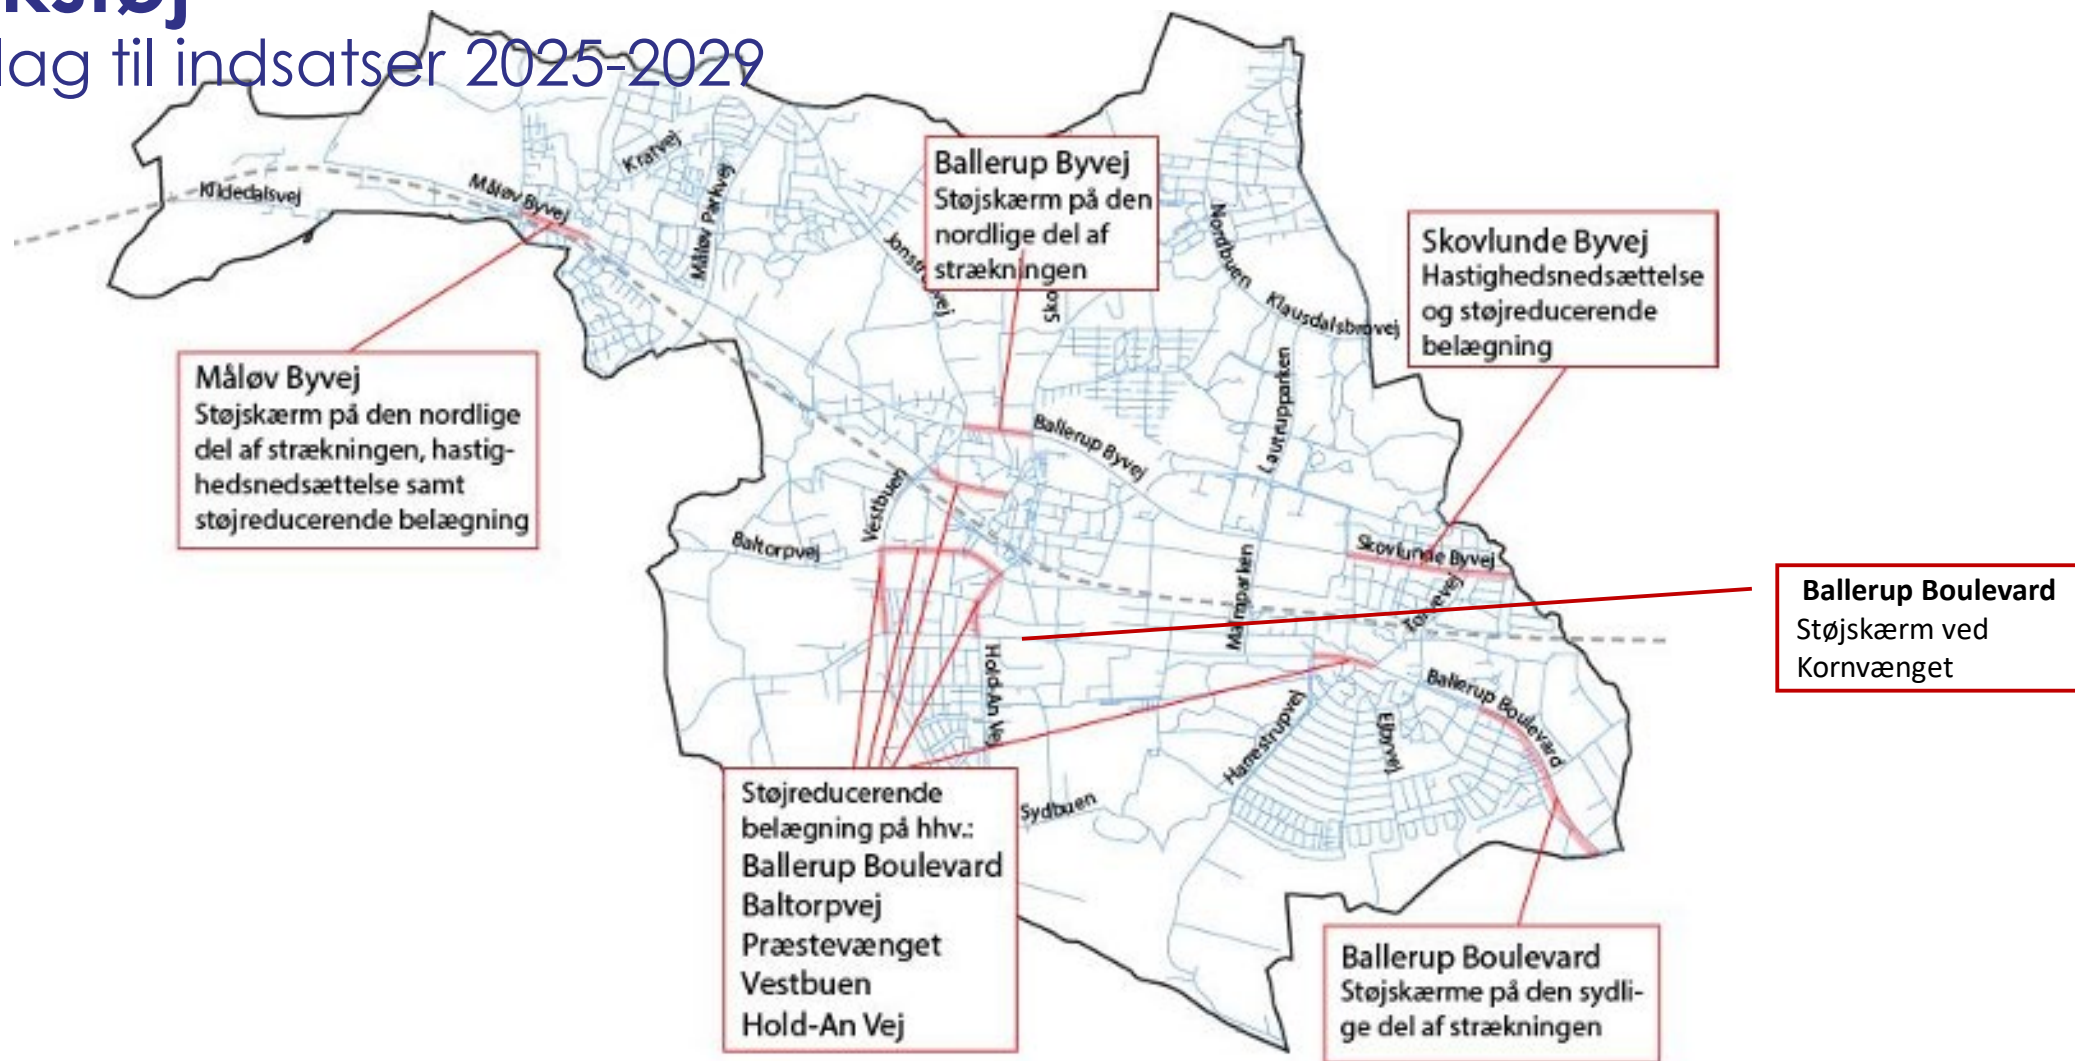 kstøj
lag til indsatser 2025-2029
Kratvej
Kildedalsvej
Måløv Byvej
Måløv Parkvej
Ballerup Byvej
Støjskærm på den
nordlige del af
strækningen
Nordbuen
Klausdalsbrovej
Skovlunde Byvej
Hastighedsnedsættelse
og støjreducerende
belægning
Måløv Byvej
Støjskærm på den nordlige
del af strækningen, hastig-
hedsnedsættelse samt
støjreducerende belægning
Sko
Lautrupparken
Ballerup Byvej
Vestbuen
Baltorpvej
Malmparken
Skovlunde Byvej
Ballerup Boulevard
Støjskærm ved
Kornvænget
Hold-An Vej
Harrestrupvej
Ejbyvej
Ballerup Boulevard
Sydbuen
Støjreducerende
belægning på hhv.:
Ballerup Boulevard
Baltorpvej
Præstevænget
Vestbuen
Hold-An Vej
Ballerup Boulevard
Støjskærme på den sydli-
ge del af strækningen